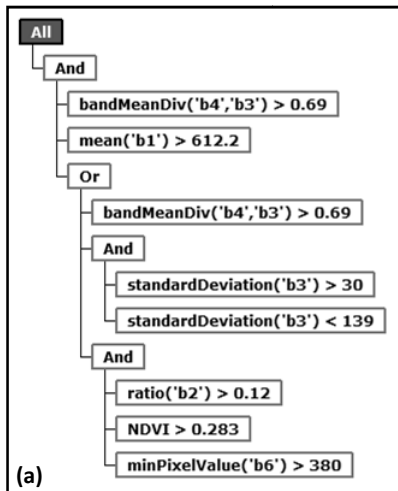 All
And
bandMeanDiv('b4','b3') > 0.69
mean('b1') > 612.2
Or
bandMeanDiv('b4','b3') > 0.69
And
standardDeviation('b3') > 30
standardDeviation('b3') < 139
And
ratio('b2') > 0.12
NDVI > 0.283
minPixelValue('b6') > 380
(a)